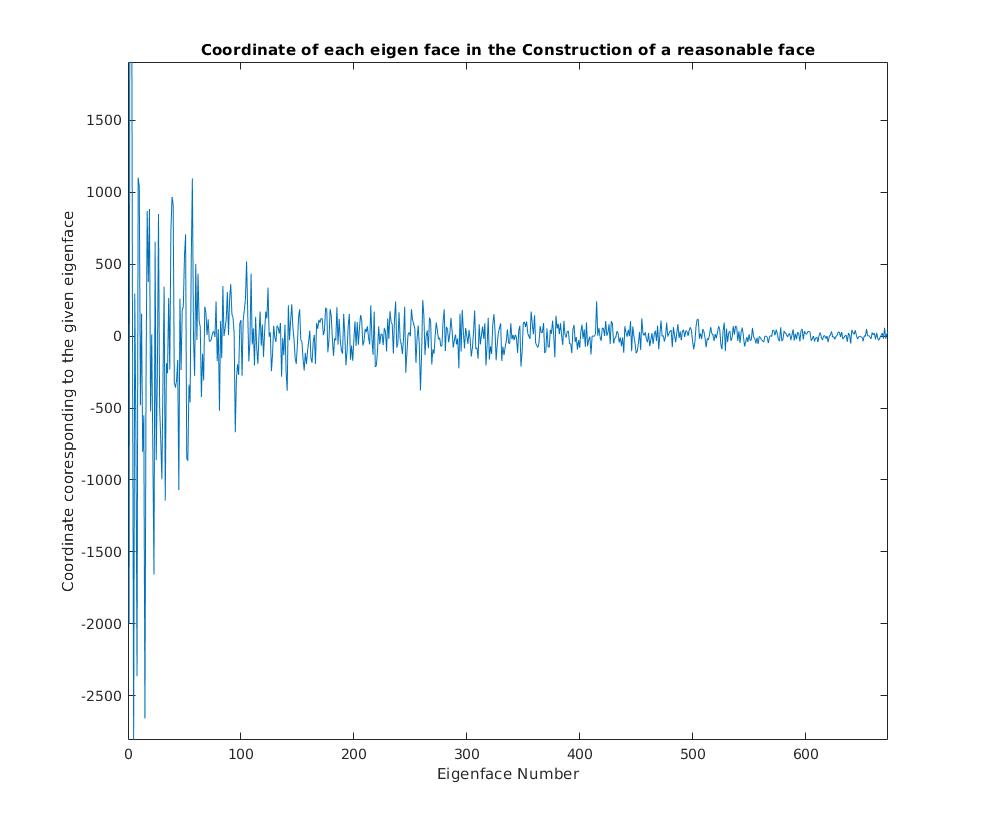 Coordinate of each eigen face in the Construction of a reasonable face
Coordinate cooresponding to the given eigenface
1500
1000
500
0
-500
-1000
-1500
-2000
-2500
0 100 200 300 400 500 600
Eigenface Number